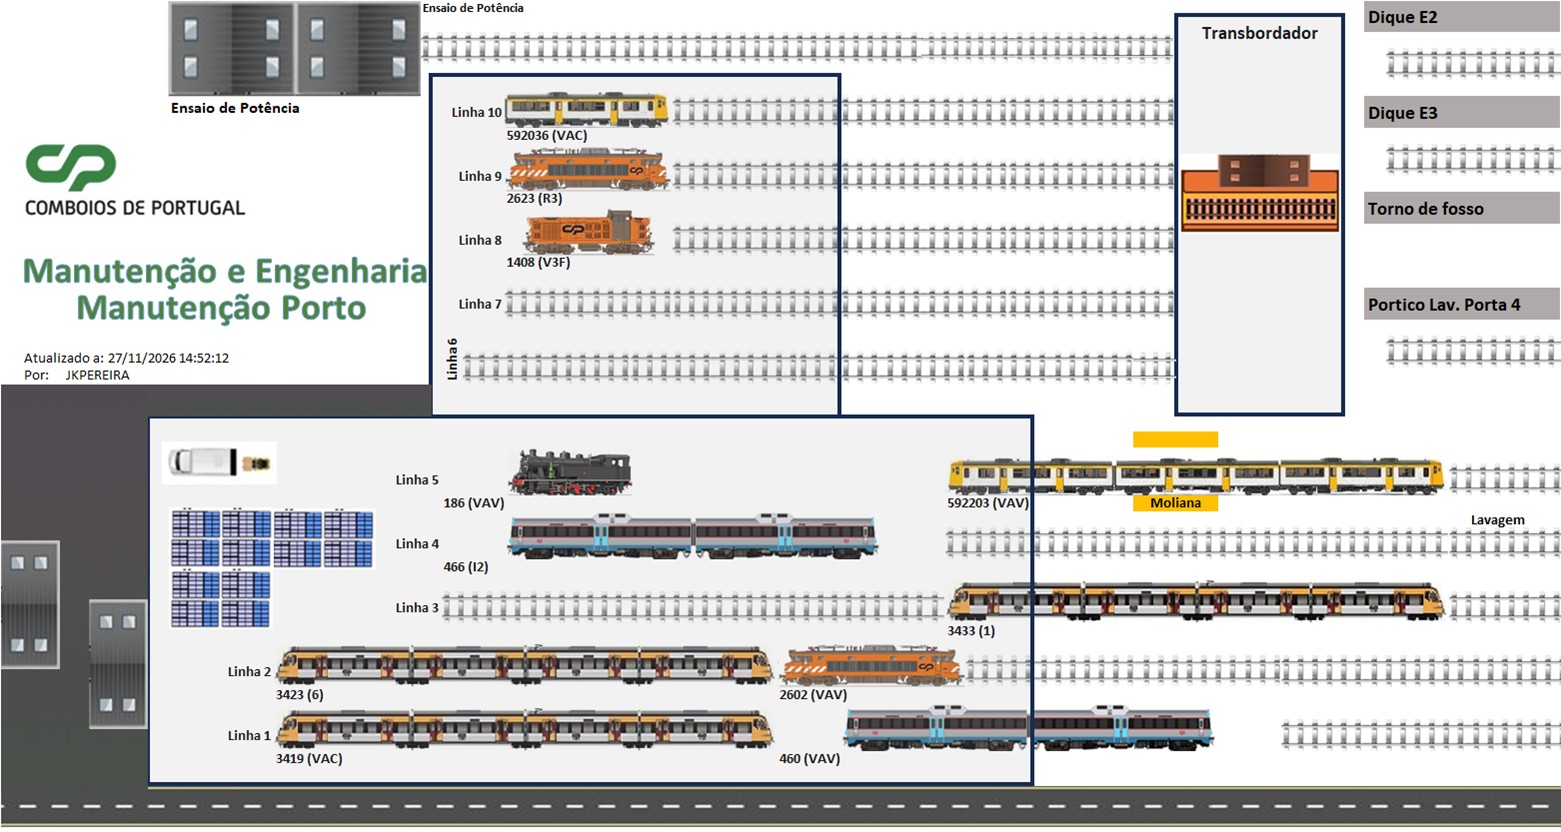 Ensaio de Potência
Ensaio de Potência
Transbordador
Dique E2
Dique E3
Torno de fosso
Portico Lav. Porta 4
CP
COMBOIOS DE PORTUGAL
Manutenção e Engenharia
Manutenção Porto
Atualizado a: 27/11/2026 14:52:12
Por: JKPEREIRA
Linha 10
592036 (VAC)
Linha 9
2623 (R3)
Linha 8
1408 (V3F)
Linha 7
Linha 6
Linha 5
186 (VAV)
592203 (VAV)
Moliana
Lavagem
Linha 4
466 (I2)
Linha 3
3433 (1)
Linha 2
3423 (6)
2602 (VAV)
Linha 1
3419 (VAC)
460 (VAV)